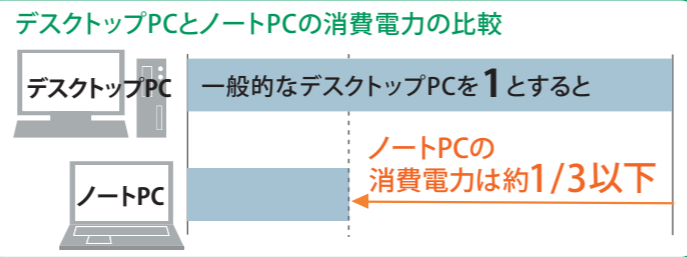 デスクトップPCとノートPCの消費電力の比較
デスクトップPC
一般的なデスクトップPCを1とすると
ノートPCの
消費電力は約1/3以下
ノートPC